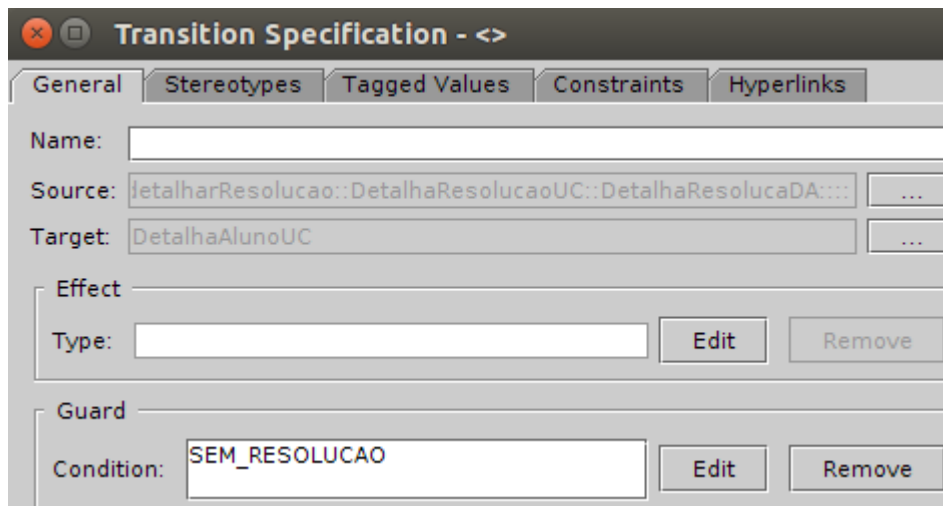 Transition Specification - <>
General Stereotypes Tagged Values Constraints Hyperlinks
Name:
Source: detalharResolucao::DetalhaResolucaoUC::DetalhaResolucaDA:::: ...
Target: DetalhaAlunoUC ...
Effect
Type: Edit Remove
Guard
Condition: SEM_RESOLUCAO Edit Remove